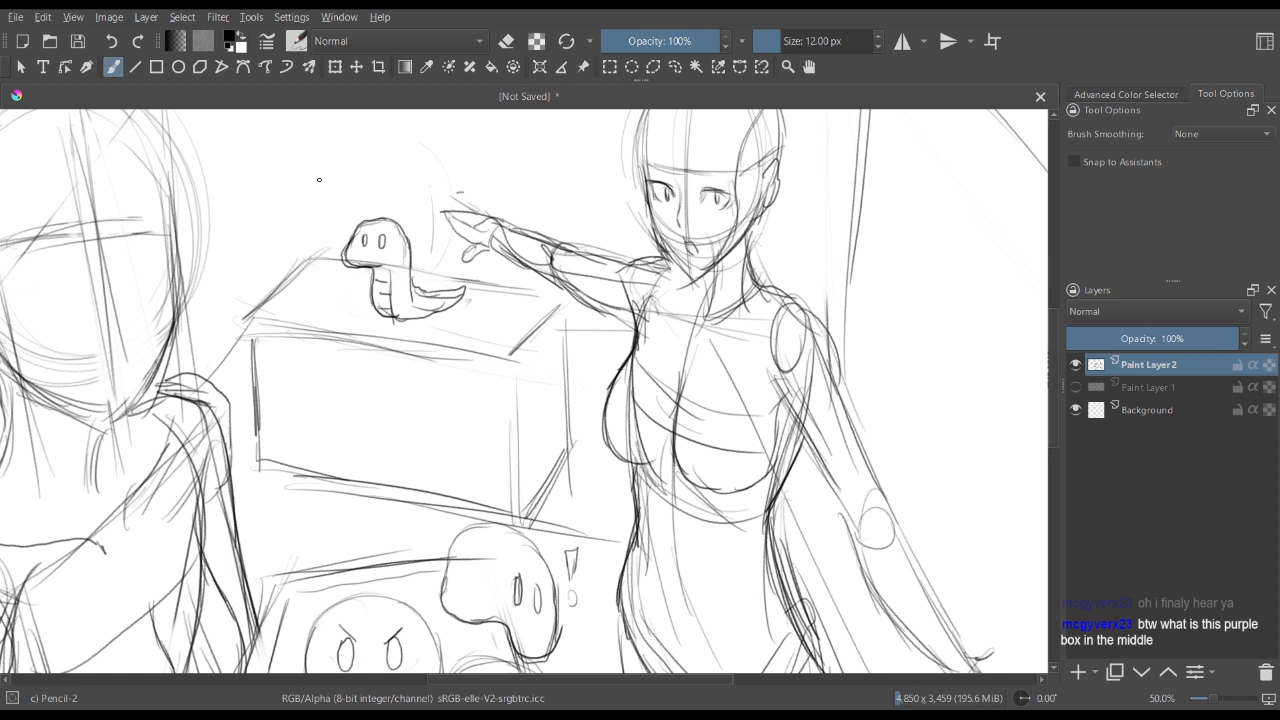 File Edit View Image Layer Select Filter Tools Settings Window Help
Normal Opacity: 100% Size: 12.00 px
[Not Saved] *
Advanced Color Selector Tool Options
Tool Options
Brush Smoothing: None
Snap to Assistants
Layers
Normal
Opacity: 100%
Paint Layer 2
Paint Layer 1
Background
mcgyverx23 oh i finaly hear ya
mcgyverx23 btw what is this purple
box in the middle
c) Pencil-2 RGB/Alpha (8-bit integer/channel) sRGB-elle-V2-srgbtrc.icc 4,850 x 3,459 (195.6 MiB) 0.00° 50.0%